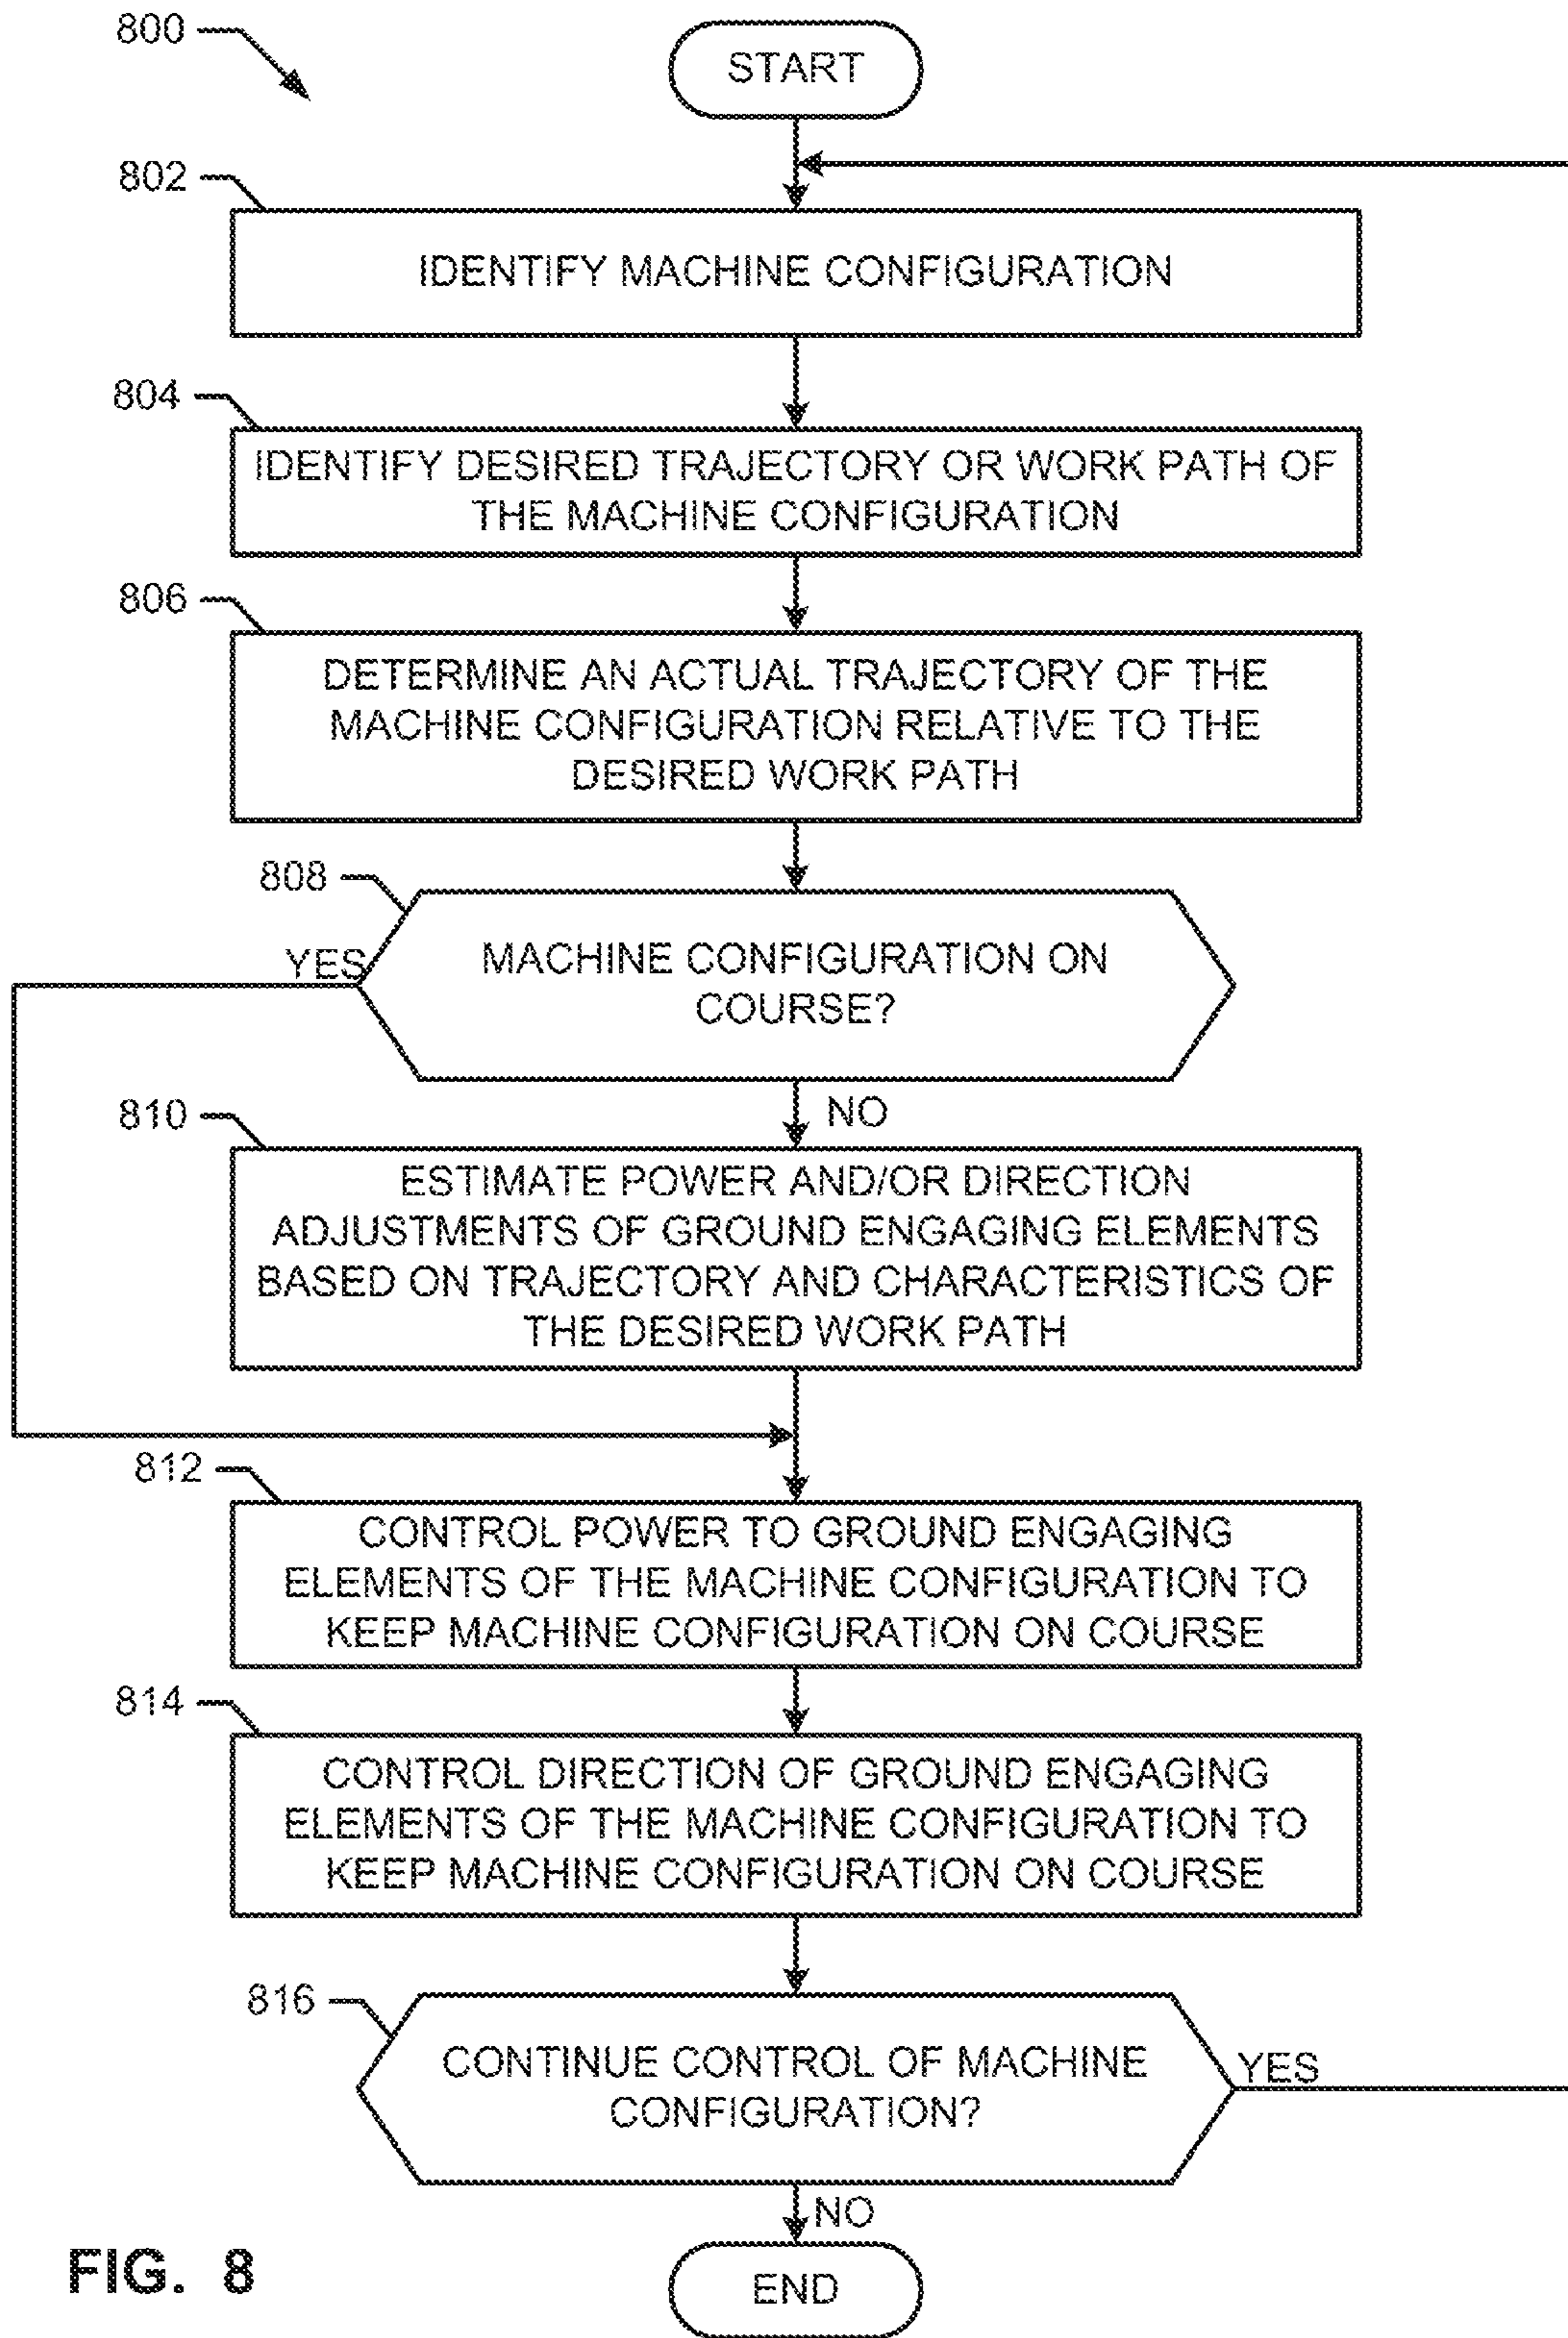 800
START
802
IDENTIFY MACHINE CONFIGURATION
804
IDENTIFY DESIRED TRAJECTORY OR WORK PATH OF
THE MACHINE CONFIGURATION
806
DETERMINE AN ACTUAL TRAJECTORY OF THE
MACHINE CONFIGURATION RELATIVE TO THE
DESIRED WORK PATH
808
YES
MACHINE CONFIGURATION ON
COURSE?
NO
810
ESTIMATE POWER AND/OR DIRECTION
ADJUSTMENTS OF GROUND ENGAGING ELEMENTS
BASED ON TRAJECTORY AND CHARACTERISTICS OF
THE DESIRED WORK PATH
812
CONTROL POWER TO GROUND ENGAGING
ELEMENTS OF THE MACHINE CONFIGURATION TO
KEEP MACHINE CONFIGURATION ON COURSE
814
CONTROL DIRECTION OF GROUND ENGAGING
ELEMENTS OF THE MACHINE CONFIGURATION TO
KEEP MACHINE CONFIGURATION ON COURSE
816
CONTINUE CONTROL OF MACHINE
CONFIGURATION?
YES
NO
END
FIG. 8